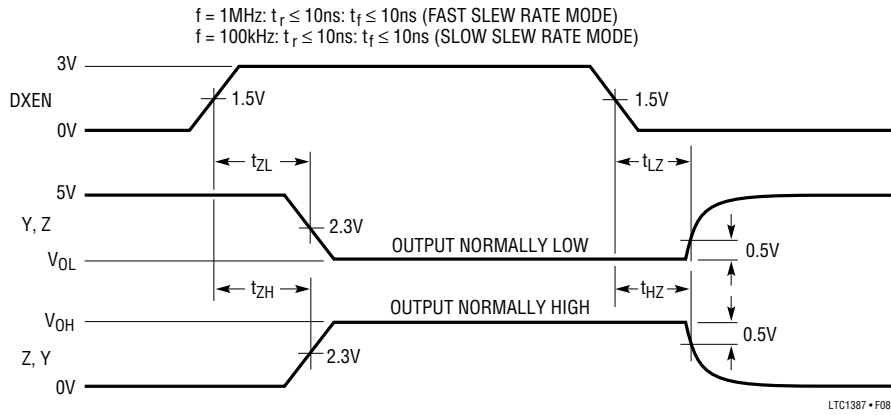 f = 1MHz: tr ≤ 10ns: tf ≤ 10ns (FAST SLEW RATE MODE)
f = 100kHz: tr ≤ 10ns: tf ≤ 10ns (SLOW SLEW RATE MODE)
3V
DXEN
1.5V
1.5V
0V
tZL
tLZ
5V
Y, Z
2.3V
OUTPUT NORMALLY LOW
0.5V
VOL
tZH
tHZ
OUTPUT NORMALLY HIGH
VOH
0.5V
Z, Y
2.3V
0V
LTC1387 • F08